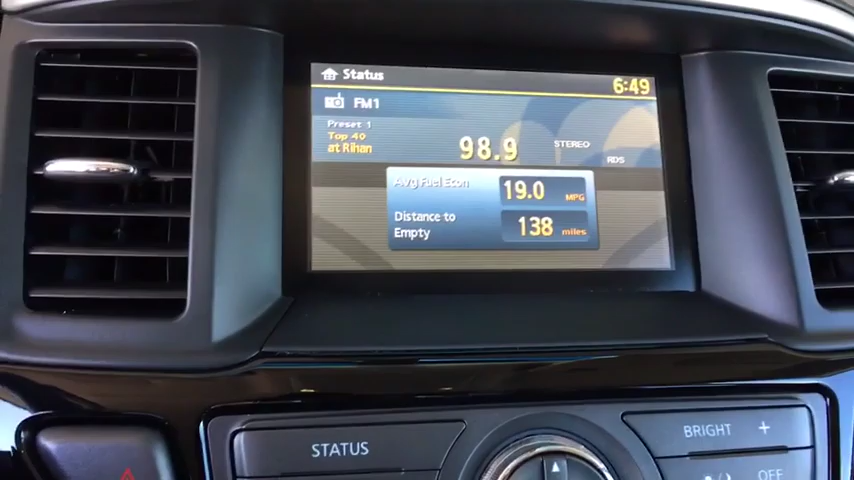 Status
6:49
FM1
Preset 1
Top 40
at Rihan
98.9
STEREO
RDS
Avg Fuel Econ
19.0 MPG
Distance to
Empty
138 miles
STATUS
BRIGHT +
OFF